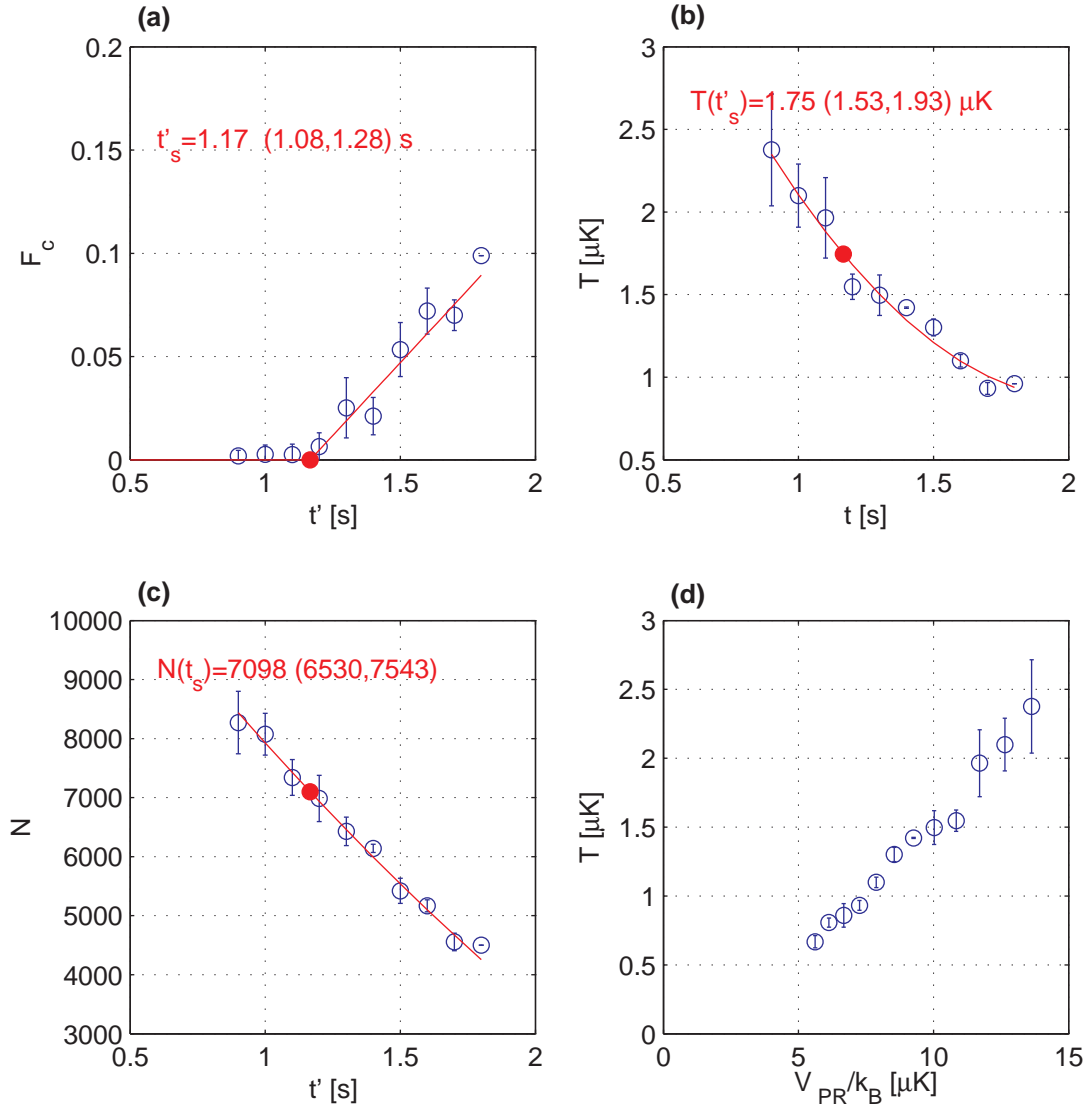 (a)
0.2
0.15
0.1
0.05
0
F_c
t'_s=1.17 (1.08,1.28) s
0.5 1 1.5 2
t' [s]
(b)
3
2.5
2
1.5
1
0.5
T [μK]
T(t'_s)=1.75 (1.53,1.93) μK
0.5 1 1.5 2
t [s]
(c)
10000
9000
8000
7000
6000
5000
4000
3000
N
N(t_s)=7098 (6530,7543)
0.5 1 1.5 2
t' [s]
(d)
3
2.5
2
1.5
1
0.5
0
T [μK]
0 5 10 15
V_PR/k_B [μK]